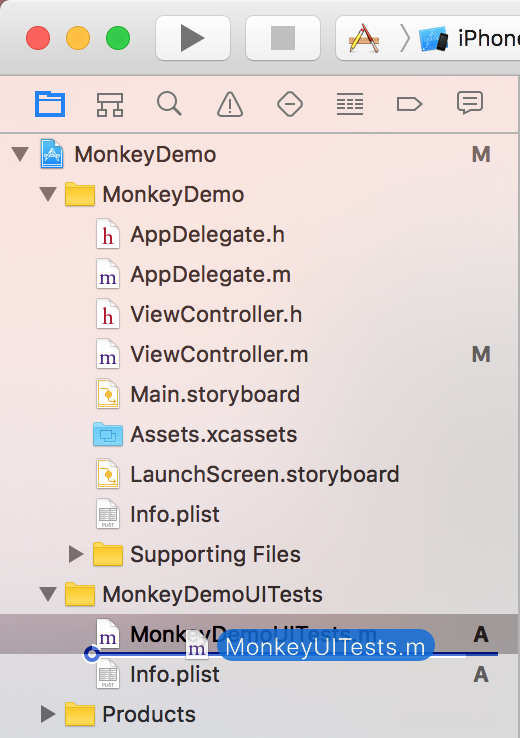 iPhone
MonkeyDemo M
MonkeyDemo
h AppDelegate.h
m AppDelegate.m
h ViewController.h
m ViewController.m M
Main.storyboard
Assets.xcassets
LaunchScreen.storyboard
PLIST Info.plist
Supporting Files
MonkeyDemoUITests
m MonkeyDemoUITests.m A
m MonkeyUITests.m
PLIST Info.plist A
Products